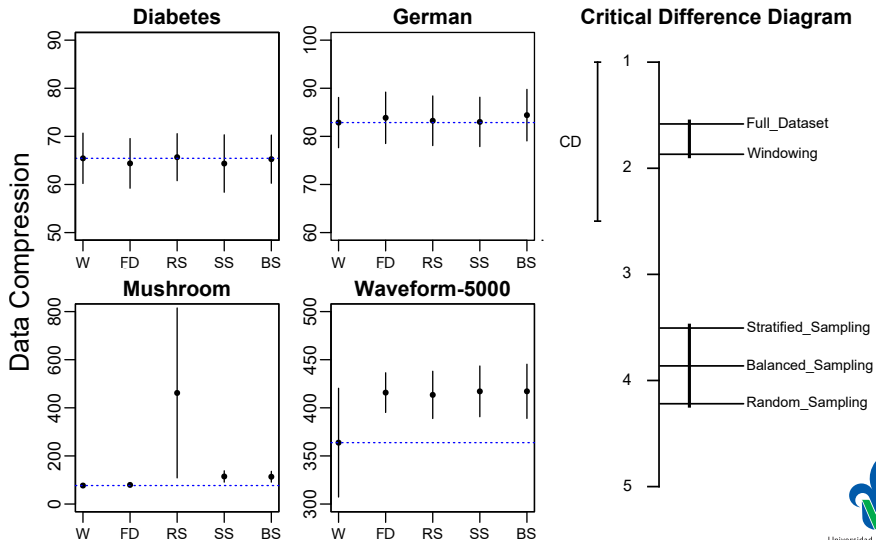 Diabetes
German
Critical Difference Diagram
Data Compression
90
80
70
60
50
W FD RS SS BS
100
90
80
70
60
W FD RS SS BS
CD
1
2
3
4
5
Full_Dataset
Windowing
Stratified_Sampling
Balanced_Sampling
Random_Sampling
Mushroom
Waveform-5000
800
600
400
200
0
W FD RS SS BS
500
450
400
350
300
W FD RS SS BS